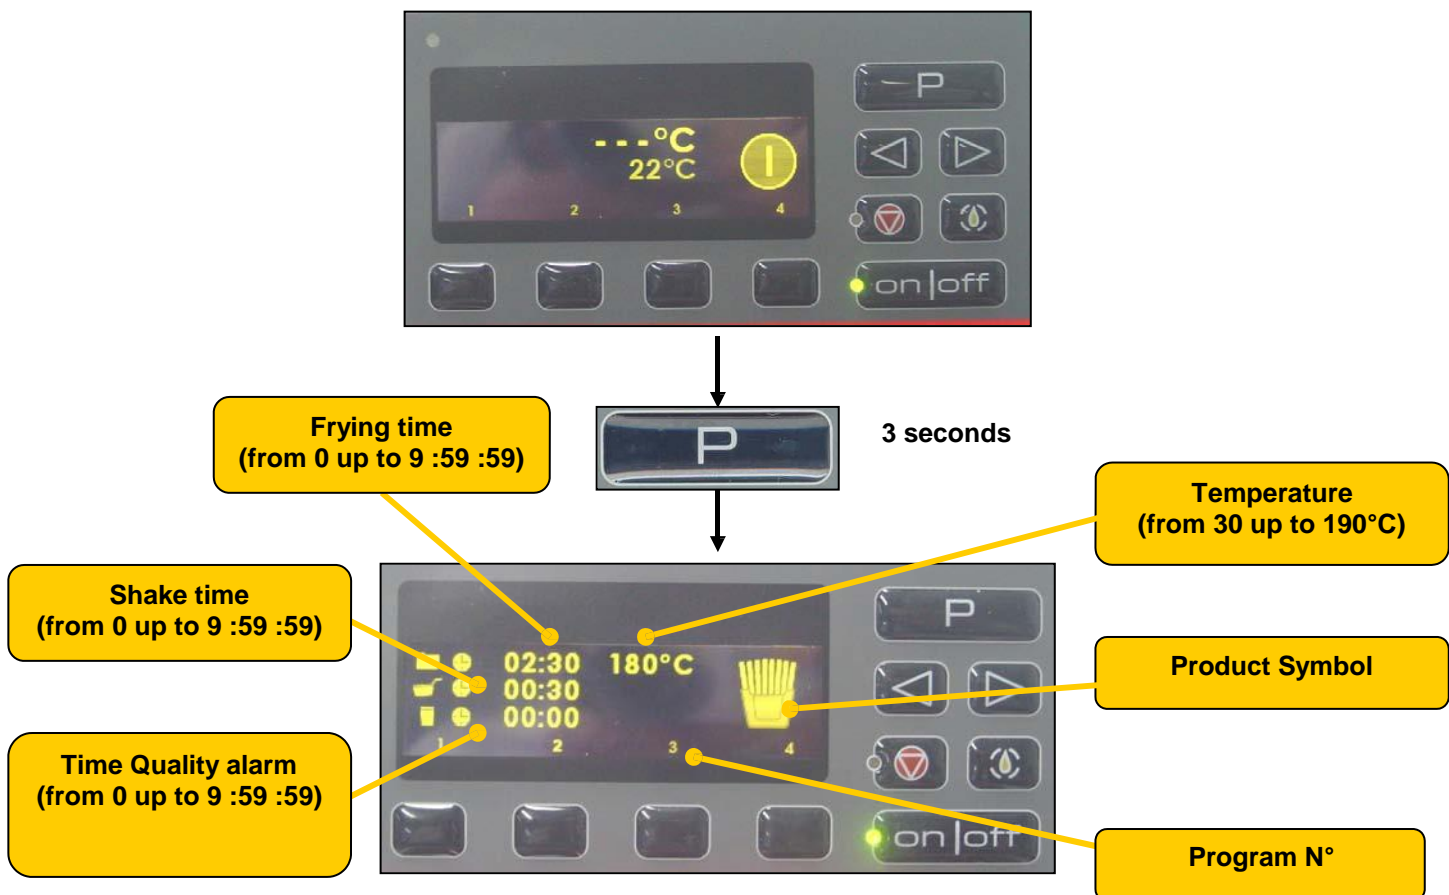 P
- - -°C
22°C
1 2 3 4
on|off
Frying time
(from 0 up to 9 :59 :59)
P
3 seconds
Temperature
(from 30 up to 190°C)
Shake time
(from 0 up to 9 :59 :59)
P
02:30 180°C
00:30
00:00
1 2 3 4
Product Symbol
Time Quality alarm
(from 0 up to 9 :59 :59)
on|off
Program N°